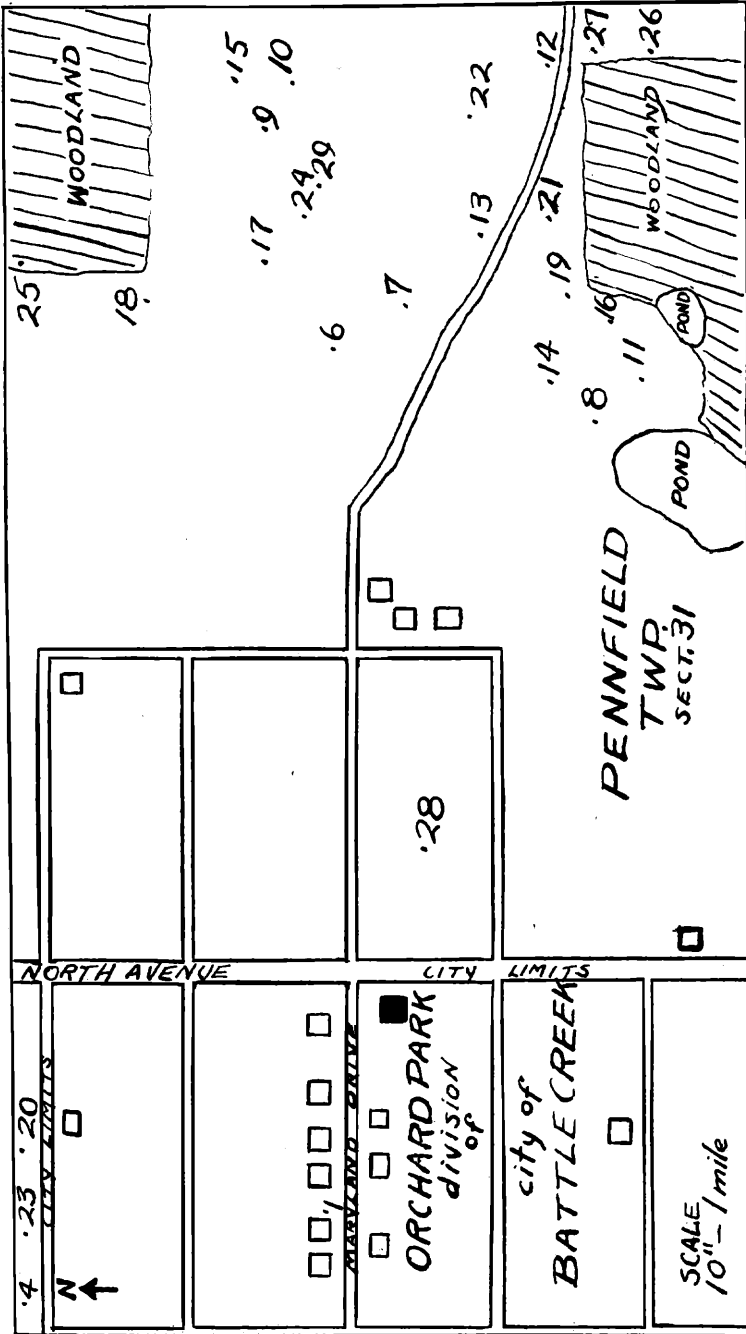 .4 .23 .20
CITY LIMITS
N
NORTH AVENUE
CITY LIMITS
.1
MARYLAND DRIVE
ORCHARD PARK
division
of
city of
BATTLE CREEK
SCALE
10" – 1 mile
.28
PENNFIELD
TWP.
SECT. 31
25.
WOODLAND
18.
.17
.24
.29
.9
.15
.10
.6
.7
.13
.22
.12
.27
.26
.21
.19
.14
.16
.8
.11
WOODLAND
POND
POND